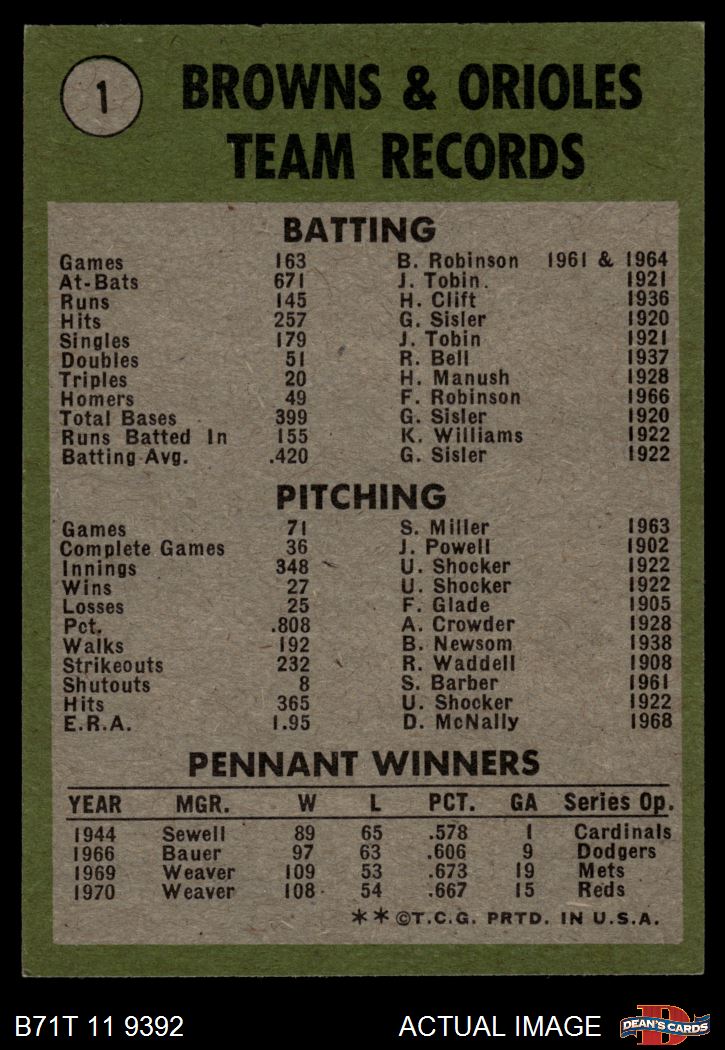 1
BROWNS & ORIOLES
TEAM RECORDS
BATTING
Games 163 B. Robinson 1961 & 1964
At-Bats 671 J. Tobin. 1921
Runs 145 H. Clift 1936
Hits 257 G. Sisler 1920
Singles 179 J. Tobin 1921
Doubles 51 R. Bell 1937
Triples 20 H. Manush 1928
Homers 49 F. Robinson 1966
Total Bases 399 G. Sisler 1920
Runs Batted In 155 K. Williams 1922
Batting Avg. .420 G. Sisler 1922
PITCHING
Games 71 S. Miller 1963
Complete Games 36 J. Powell 1902
Innings 348 U. Shocker 1922
Wins 27 U. Shocker 1922
Losses 25 F. Glade 1905
Pct. .808 A. Crowder 1928
Walks 192 B. Newsom 1938
Strikeouts 232 R. Waddell 1908
Shutouts 8 S. Barber 1961
Hits 365 U. Shocker 1922
E.R.A. 1.95 D. McNally 1968
PENNANT WINNERS
YEAR MGR. W L PCT. GA Series Op.
1944 Sewell 89 65 .578 1 Cardinals
1966 Bauer 97 63 .606 9 Dodgers
1969 Weaver 109 53 .673 19 Mets
1970 Weaver 108 54 .667 15 Reds
**©T.C.G. PRTD. IN U.S.A.
B71T 11 9392 ACTUAL IMAGE D DEAN'S CARDS